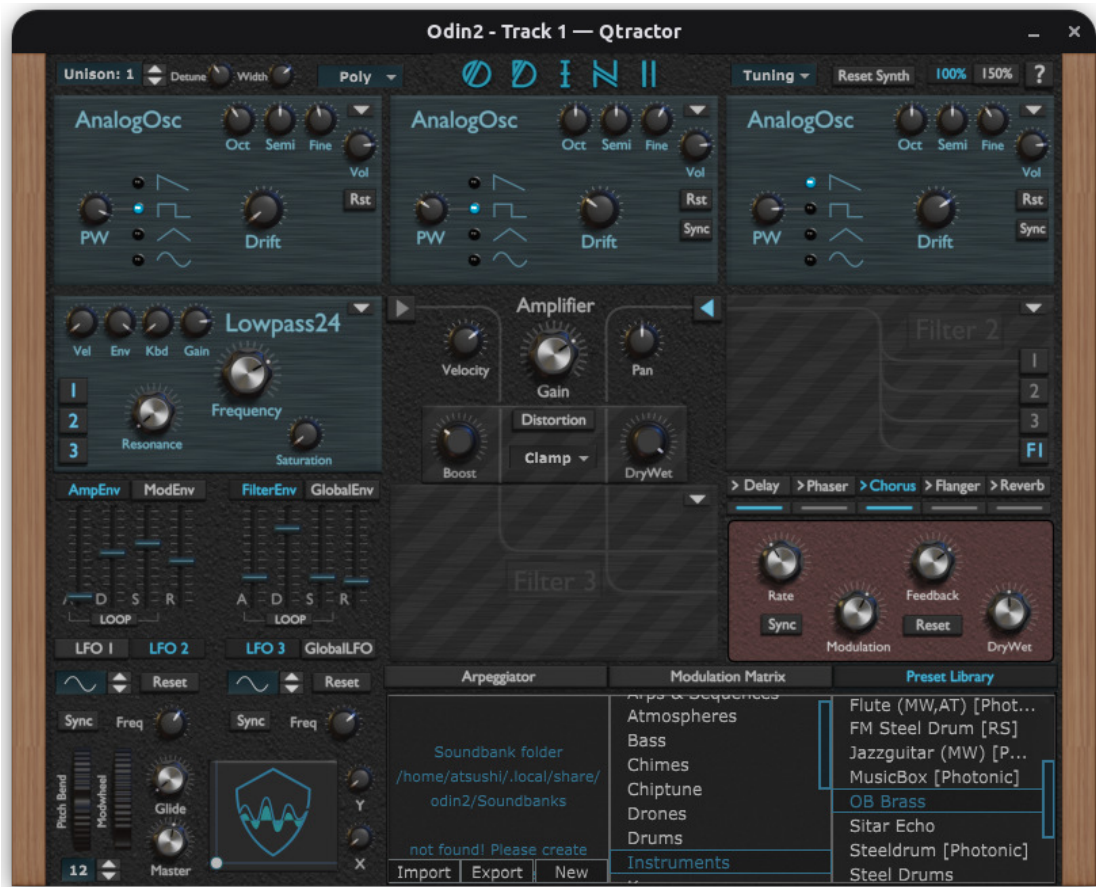 Odin2 - Track 1 — Qtractor
Unison: 1 Detune Width Poly Tuning Reset Synth 100% 150% ?
AnalogOsc Oct Semi Fine Vol Rst PW Drift
AnalogOsc Oct Semi Fine Vol Rst Sync PW Drift
AnalogOsc Oct Semi Fine Vol Rst Sync PW Drift
Vel Env Kbd Gain Lowpass24
1
2
3
Frequency
Resonance
Saturation
Amplifier
Velocity Gain Pan
Distortion
Boost Clamp DryWet
Filter 2
1
2
3
FI
AmpEnv ModEnv FilterEnv GlobalEnv
A D S R A D S R
LOOP LOOP
Filter 3
> Delay > Phaser > Chorus > Flanger > Reverb
Rate Feedback
Sync Reset
Modulation DryWet
LFO 1 LFO 2 LFO 3 GlobalLFO
Reset Reset
Sync Freq Sync Freq
Pitch Bend Modwheel Glide Y
12 Master X
Arpeggiator Modulation Matrix Preset Library
Soundbank folder
/home/atsushi/.local/share/
odin2/Soundbanks
not found! Please create
Import Export New
Arps & Sequences
Atmospheres
Bass
Chimes
Chiptune
Drones
Drums
Instruments
Flute (MW,AT) [Phot...
FM Steel Drum [RS]
Jazzguitar (MW) [P...
MusicBox [Photonic]
OB Brass
Sitar Echo
Steeldrum [Photonic]
Steel Drums